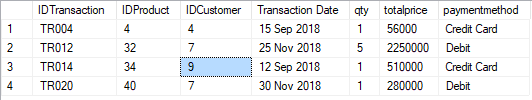 IDTransaction IDProduct IDCustomer Transaction Date qty totalprice paymentmethod
1 TR004 4 4 15 Sep 2018 1 56000 Credit Card
2 TR012 32 7 25 Nov 2018 5 2250000 Debit
3 TR014 34 9 12 Sep 2018 1 510000 Credit Card
4 TR020 40 7 30 Nov 2018 1 280000 Debit